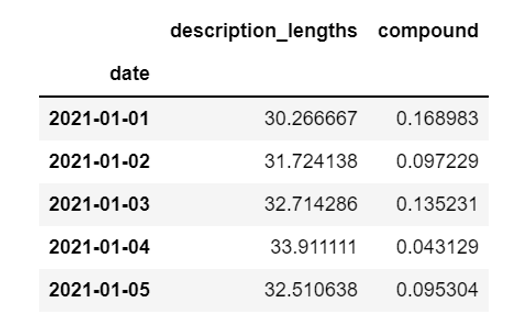 description_lengths compound
date
2021-01-01 30.266667 0.168983
2021-01-02 31.724138 0.097229
2021-01-03 32.714286 0.135231
2021-01-04 33.911111 0.043129
2021-01-05 32.510638 0.095304